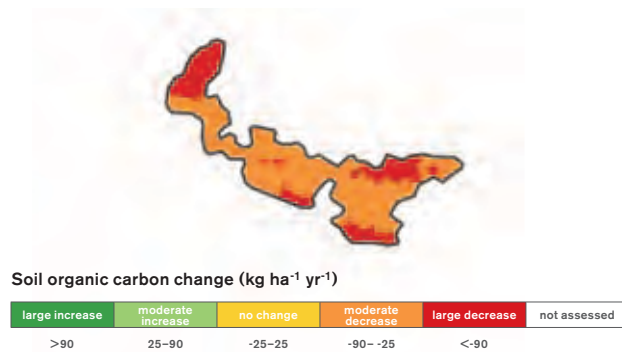 Soil organic carbon change (kg ha⁻¹ yr⁻¹)
large increase
moderate
increase
no change
moderate
decrease
large decrease
not assessed
>90
25–90
-25–25
-90– -25
<-90